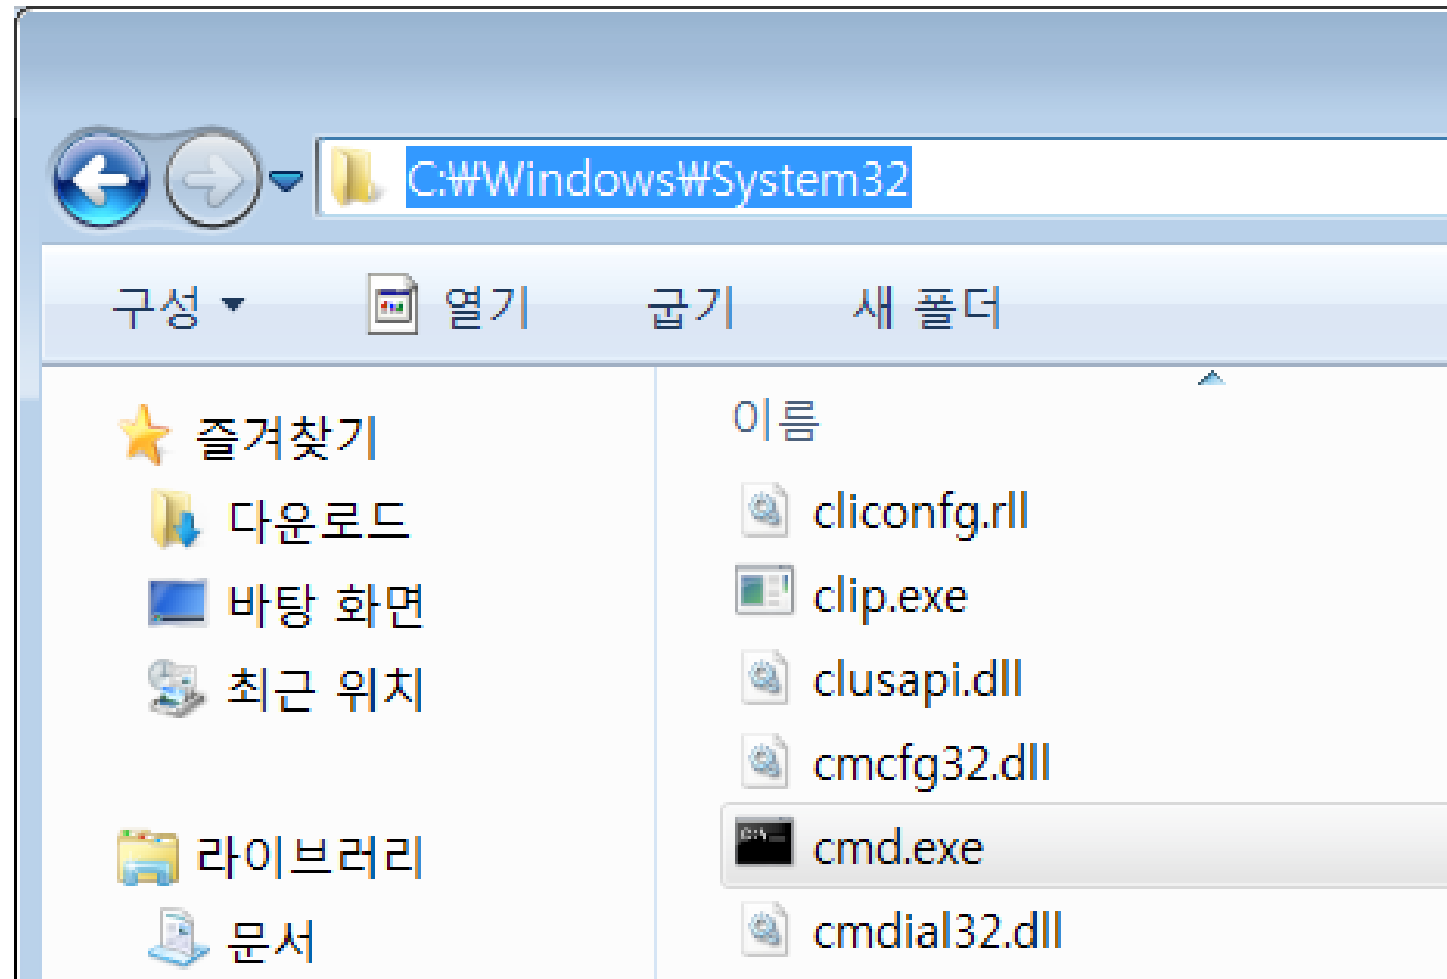 C:₩Windows₩System32
구성 열기 굽기 새 폴더
즐겨찾기
다운로드
바탕 화면
최근 위치
라이브러리
문서
이름
cliconfg.rll
clip.exe
clusapi.dll
cmcfg32.dll
cmd.exe
cmdial32.dll